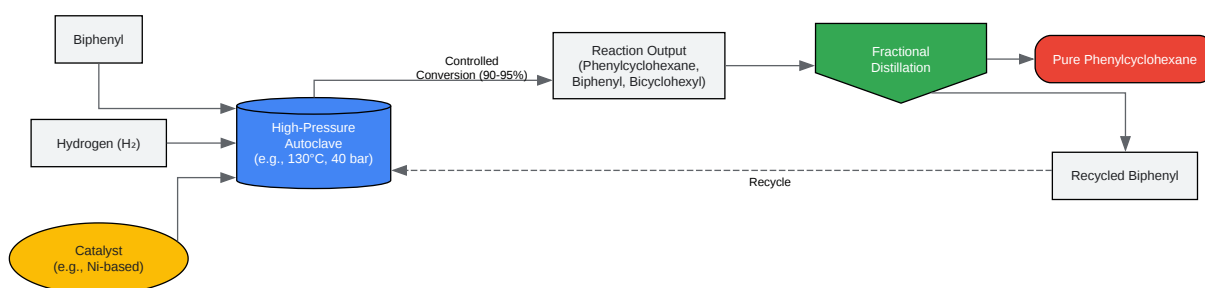 Biphenyl
Hydrogen (H₂)
Catalyst
(e.g., Ni-based)
High-Pressure
Autoclave
(e.g., 130°C, 40 bar)
Controlled
Conversion (90-95%)
Reaction Output
(Phenylcyclohexane,
Biphenyl, Bicyclohexyl)
Fractional
Distillation
Pure Phenylcyclohexane
Recycled Biphenyl
Recycle